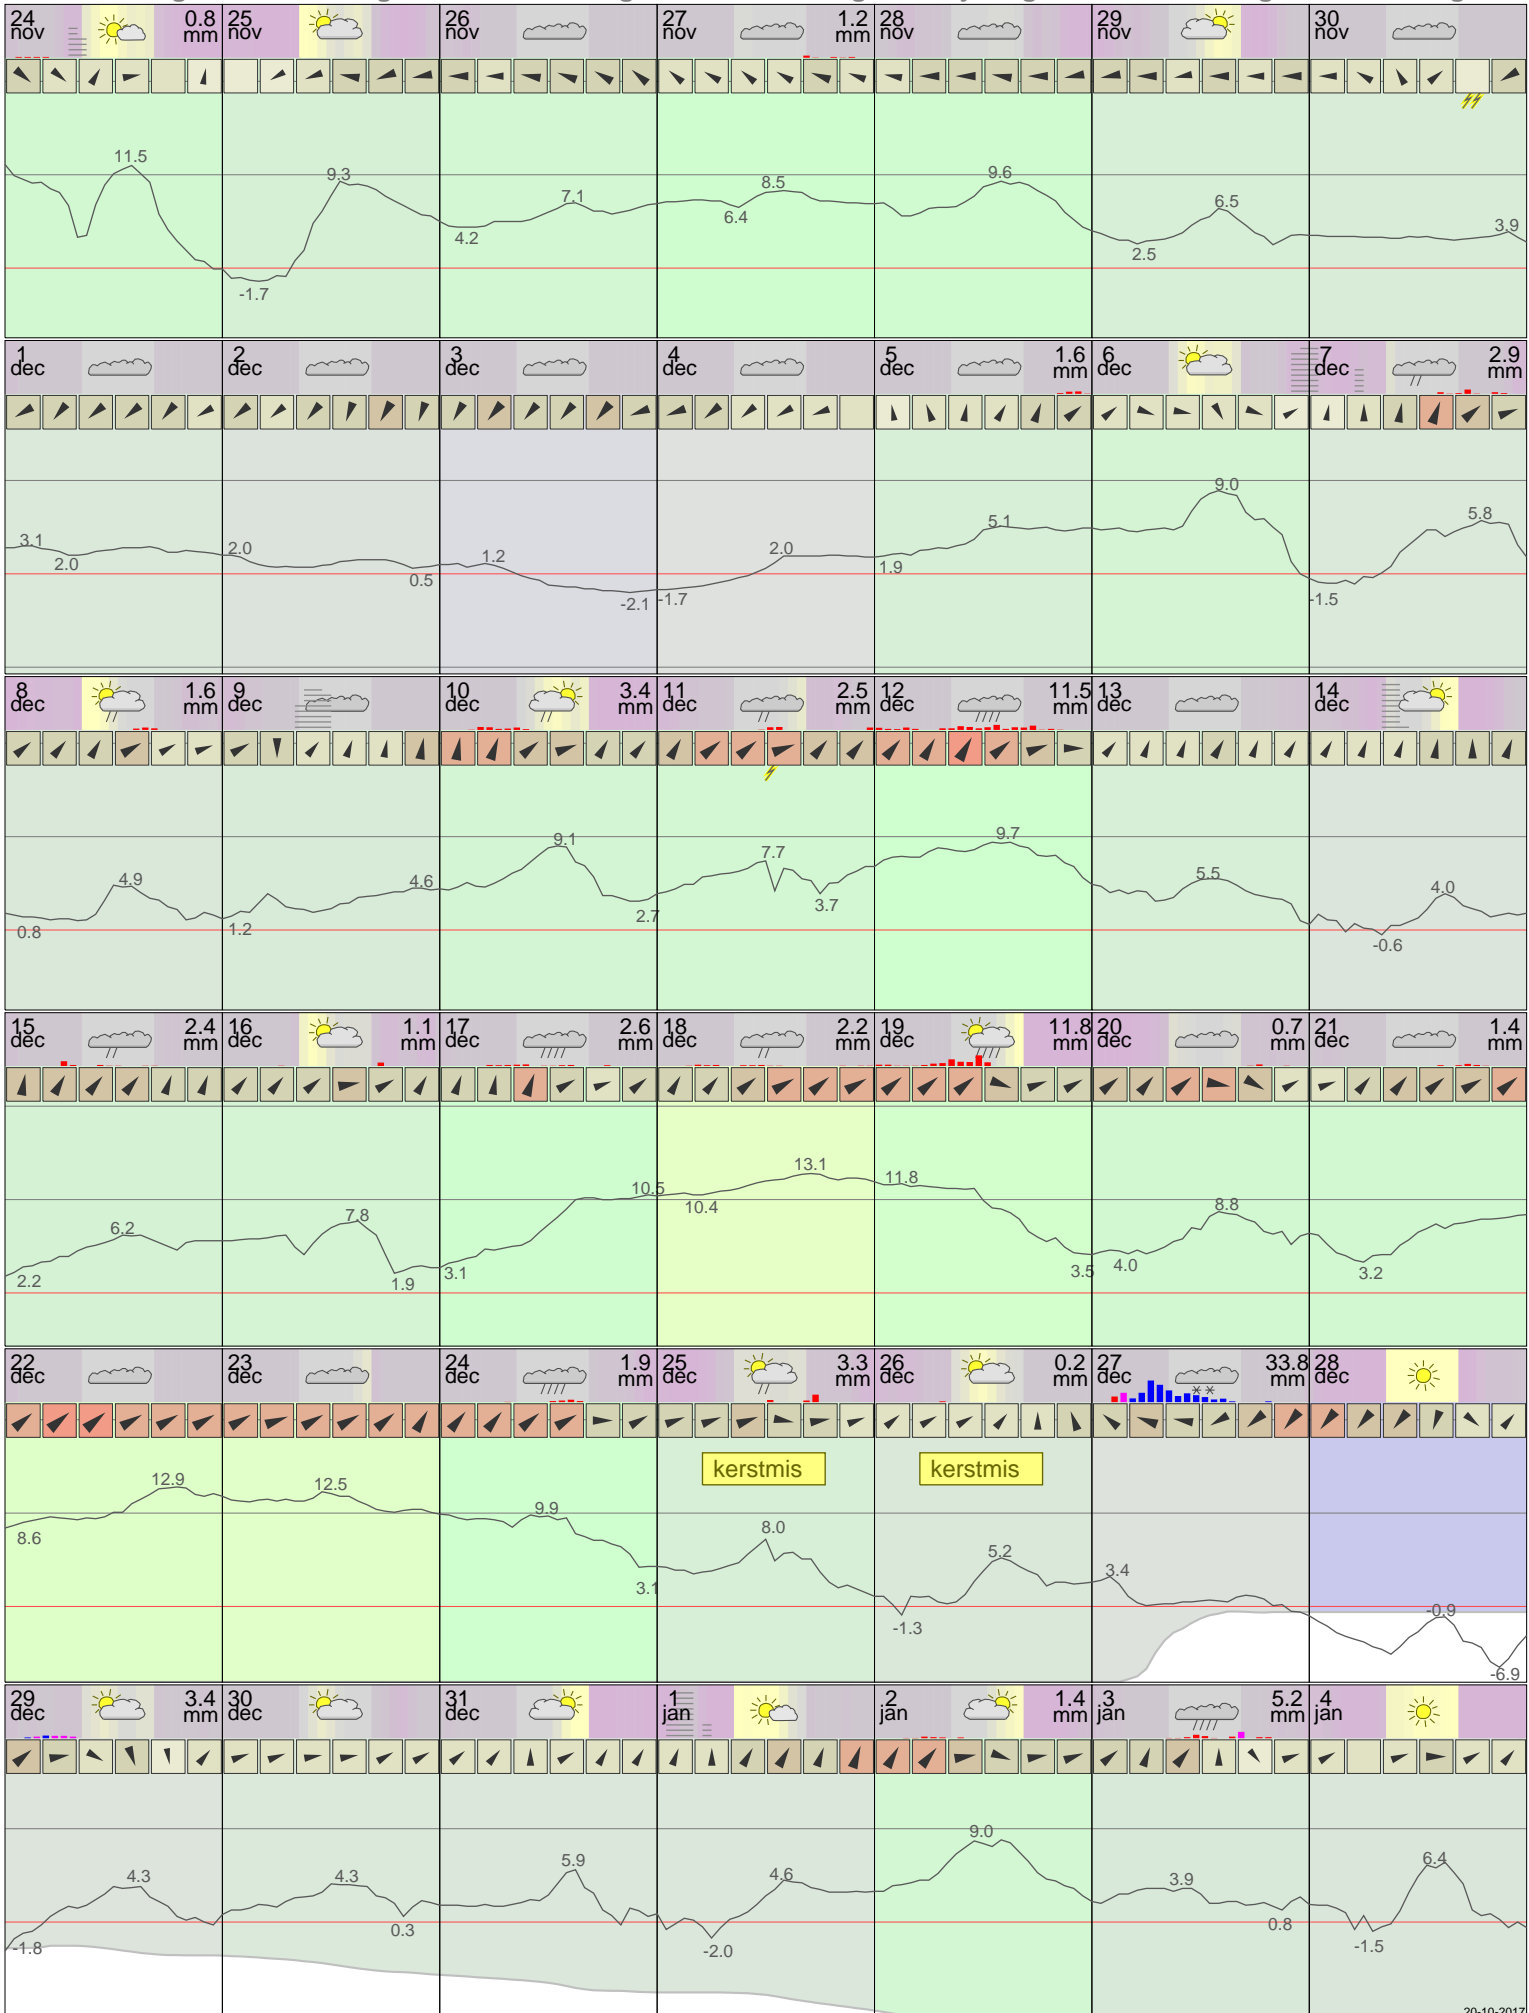 24 nov 0.8 mm 25 nov 26 nov 27 nov 1.2 mm 28 nov 29 nov 30 nov
11.5 -1.7 9.3 4.2 7.1 6.4 8.5 9.6 2.5 6.5 3.9
1 dec 2 dec 3 dec 4 dec 5 dec 1.6 mm 6 dec 7 dec 2.9 mm
3.1 2.0 2.0 0.5 1.2 -2.1 -1.7 2.0 1.9 5.1 9.0 -1.5 5.8
8 dec 1.6 mm 9 dec 10 dec 3.4 mm 11 dec 2.5 mm 12 dec 11.5 mm 13 dec 14 dec
0.8 4.9 1.2 4.6 9.1 2.7 7.7 3.7 9.7 5.5 -0.6 4.0
15 dec 2.4 mm 16 dec 1.1 mm 17 dec 2.6 mm 18 dec 2.2 mm 19 dec 11.8 mm 20 dec 0.7 mm 21 dec 1.4 mm
2.2 6.2 7.8 1.9 3.1 10.5 10.4 13.1 11.8 3.5 4.0 8.8 3.2
22 dec 23 dec 24 dec 1.9 mm 25 dec 3.3 mm 26 dec 0.2 mm 27 dec 33.8 mm 28 dec
kerstmis kerstmis
8.6 12.9 12.5 9.9 3.1 8.0 -1.3 5.2 3.4 -0.9 -6.9
29 dec 3.4 mm 30 dec 31 dec 1 jan 2 jan 1.4 mm 3 jan 5.2 mm 4 jan
-1.8 4.3 4.3 0.3 5.9 -2.0 4.6 9.0 3.9 0.8 -1.5 6.4
20-10-2017